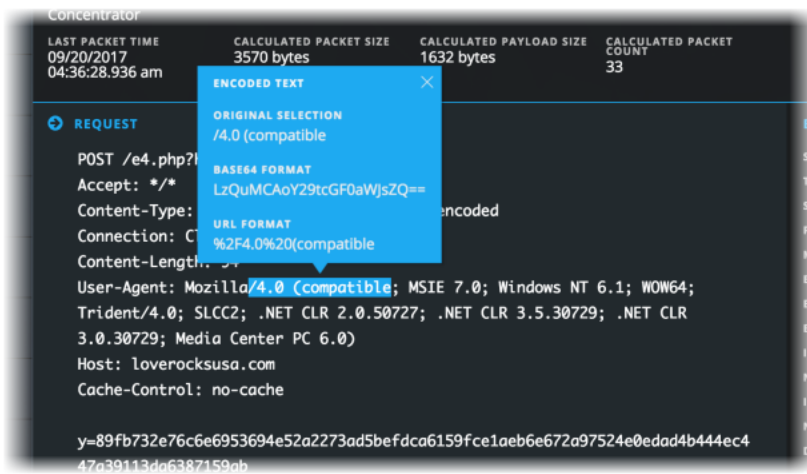 Concentrator
LAST PACKET TIME
09/20/2017
04:36:28.936 am
CALCULATED PACKET SIZE
3570 bytes
CALCULATED PAYLOAD SIZE
1632 bytes
CALCULATED PACKET
COUNT
33
ENCODED TEXT
ORIGINAL SELECTION
/4.0 (compatible
BASE64 FORMAT
LzQuMCAoY29tcGF0aWJsZQ==
URL FORMAT
%2F4.0%20(compatible
REQUEST
POST /e4.php?
Accept: */*
Content-Type: encoded
Connection:
Content-Length:
User-Agent: Mozilla/4.0 (compatible; MSIE 7.0; Windows NT 6.1; WOW64;
Trident/4.0; SLCC2; .NET CLR 2.0.50727; .NET CLR 3.5.30729; .NET CLR
3.0.30729; Media Center PC 6.0)
Host: loverocksusa.com
Cache-Control: no-cache
y=89fb732e76c6e6953694e52a2273ad5befdca6159fce1aeb6e672a97524e0edad4b444ec4
47a39113da6387159ab